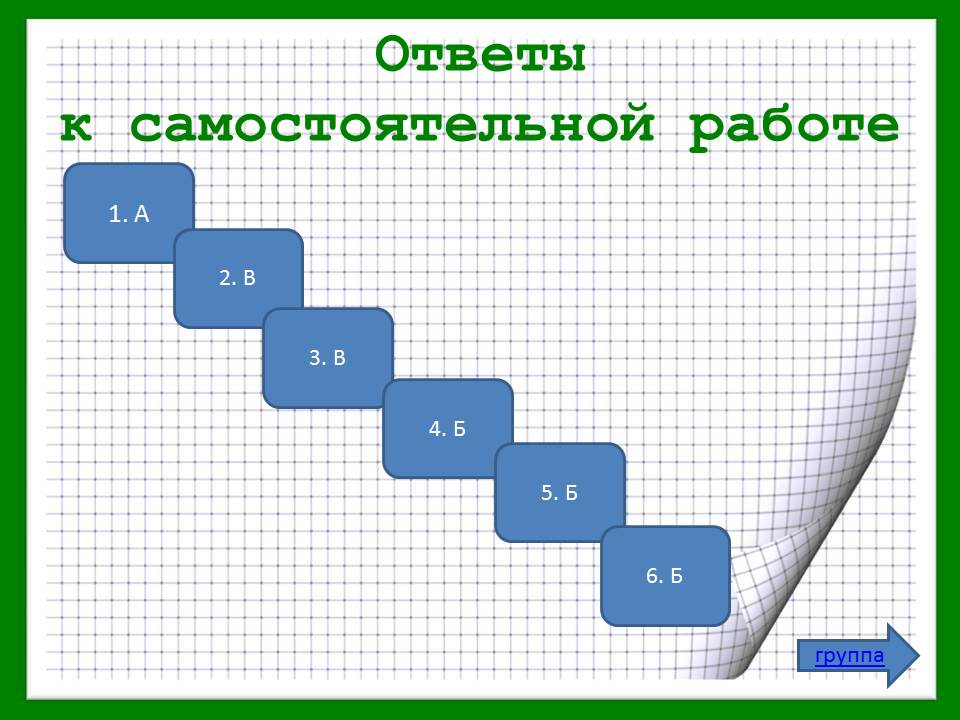 Ответы
к самостоятельной работе
1. А
2. В
3. В
4. Б
5. Б
6. Б
группа